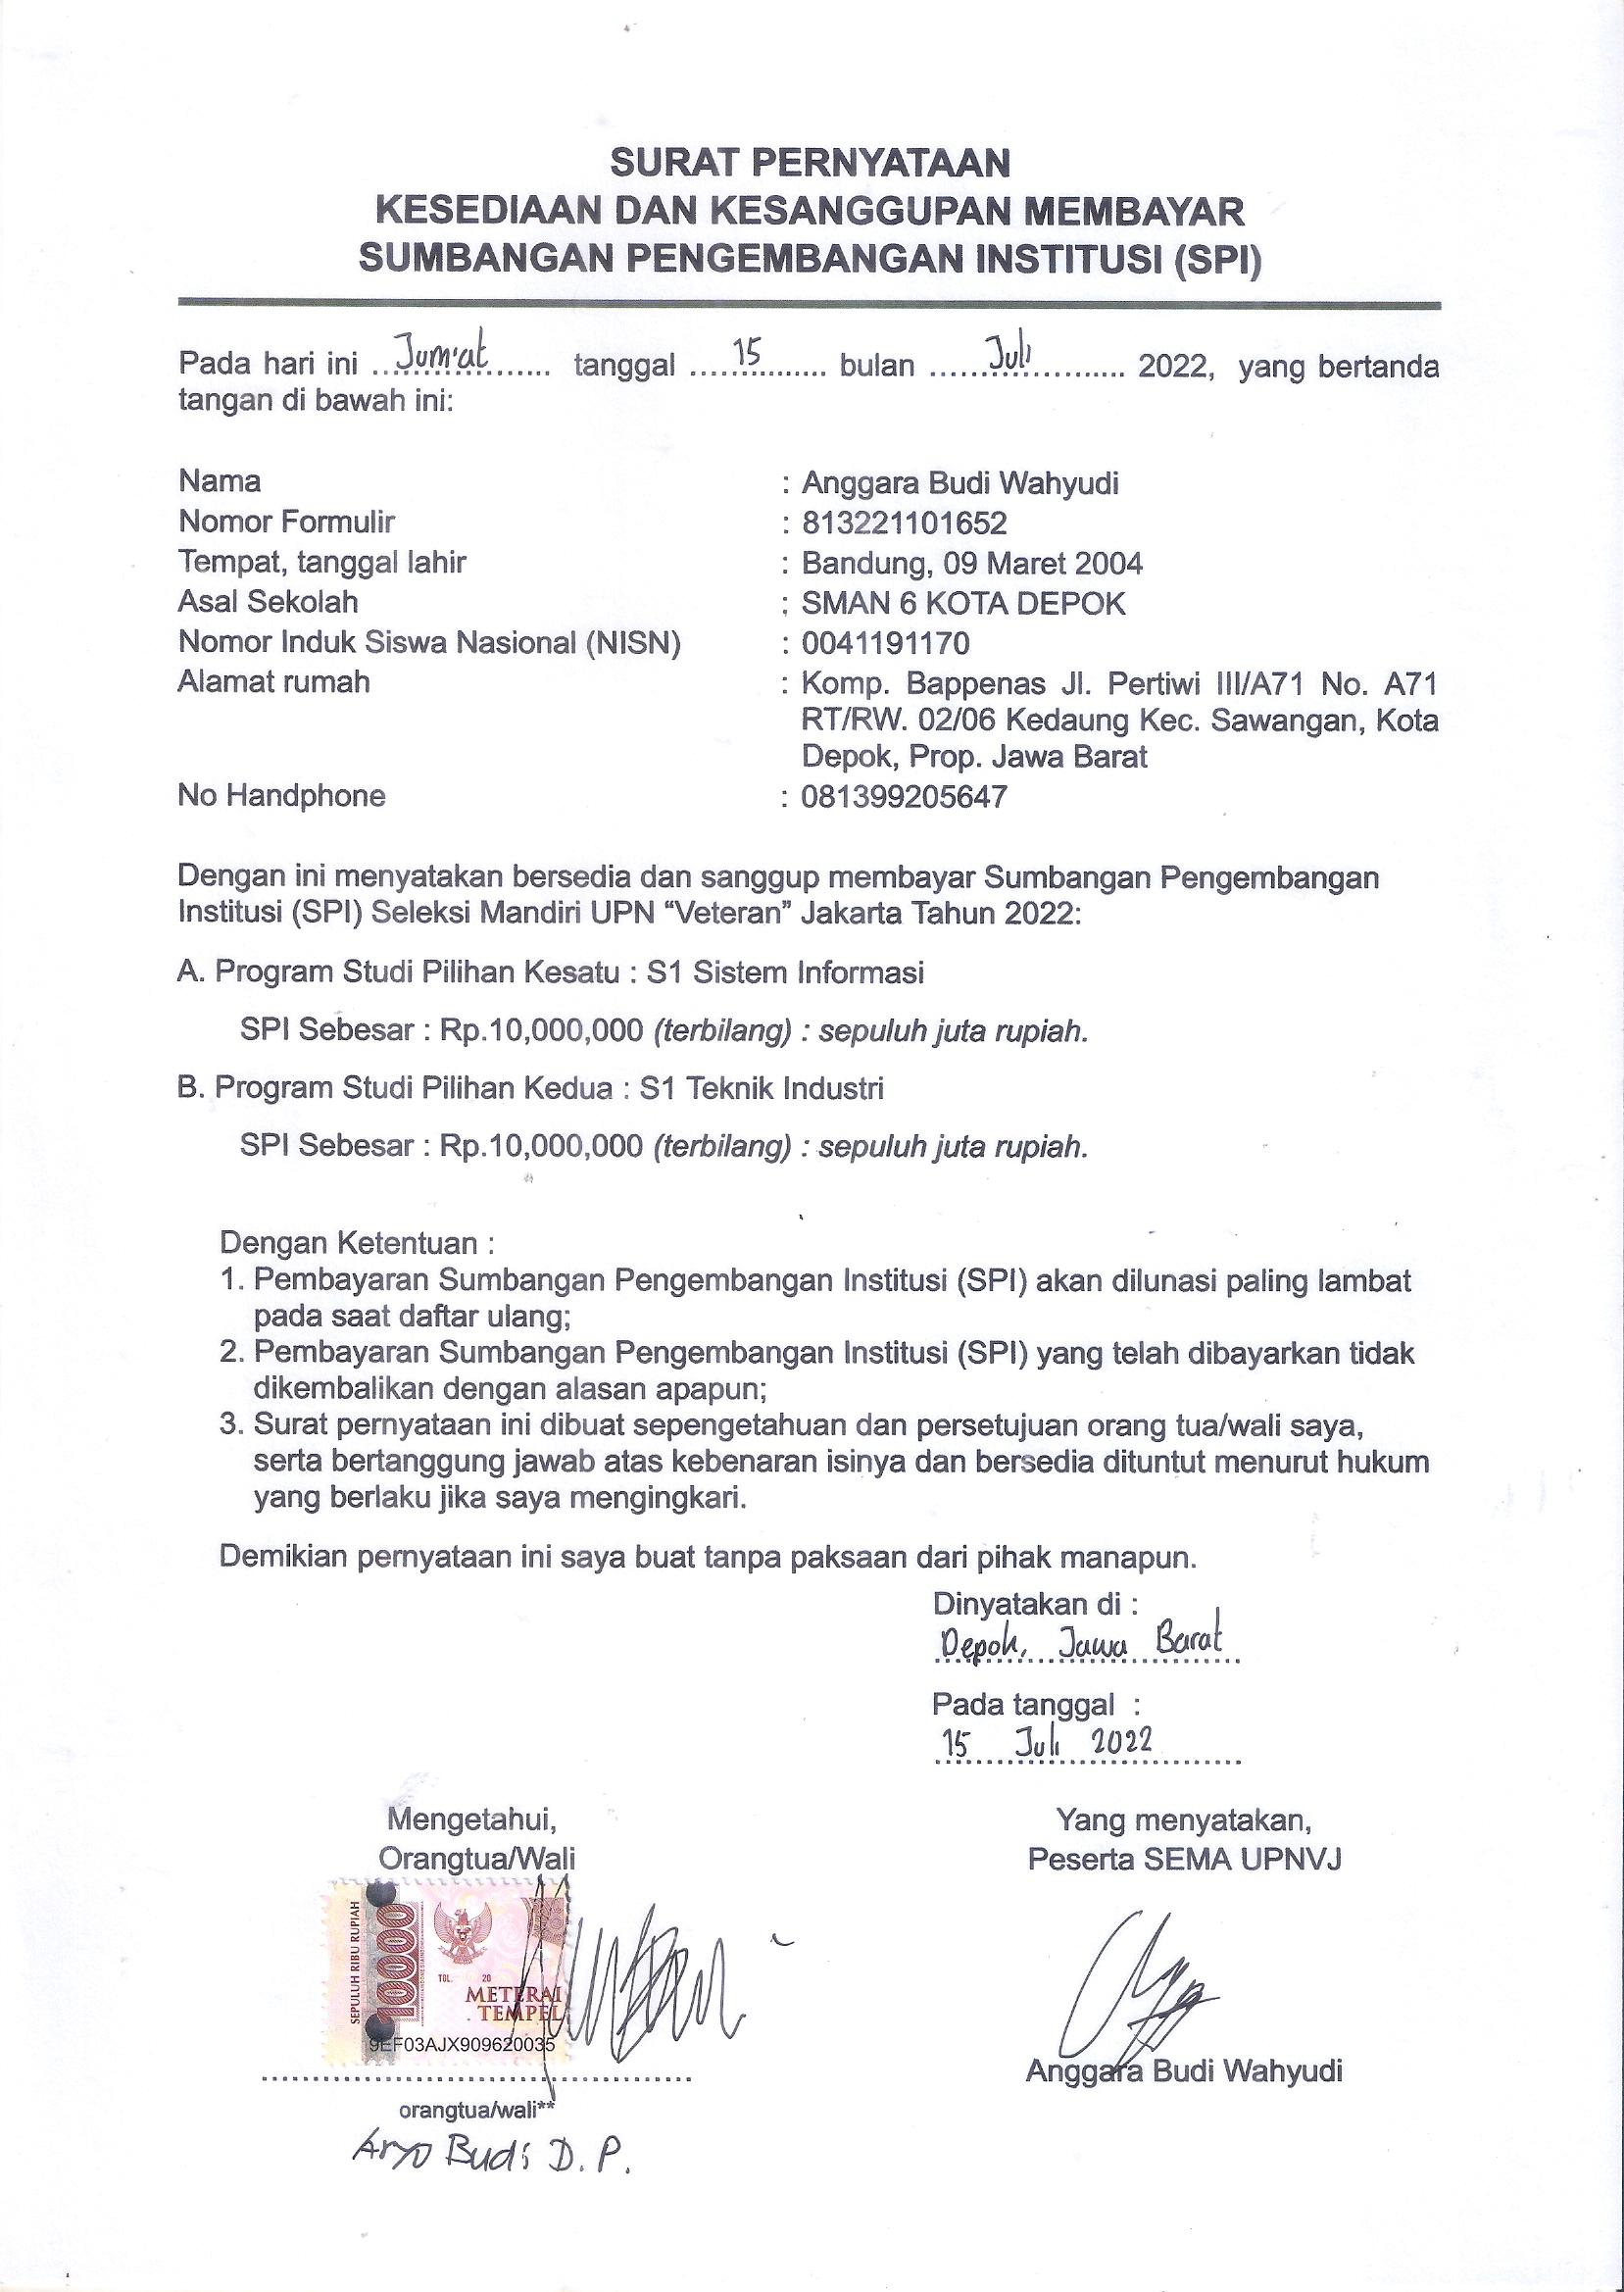 SURAT PERNYATAAN
KESEDIAAN DAN KESANGGUPAN MEMBAYAR
SUMBANGAN PENGEMBANGAN INSTITUSI (SPI)
Pada hari ini ...Jum'at... tanggal ...15... bulan ...Juli... 2022, yang bertanda
tangan di bawah ini:
Nama : Anggara Budi Wahyudi
Nomor Formulir : 813221101652
Tempat, tanggal lahir : Bandung, 09 Maret 2004
Asal Sekolah : SMAN 6 KOTA DEPOK
Nomor Induk Siswa Nasional (NISN) : 0041191170
Alamat rumah : Komp. Bappenas Jl. Pertiwi III/A71 No. A71
RT/RW. 02/06 Kedaung Kec. Sawangan, Kota
Depok, Prop. Jawa Barat
No Handphone : 081399205647
Dengan ini menyatakan bersedia dan sanggup membayar Sumbangan Pengembangan
Institusi (SPI) Seleksi Mandiri UPN “Veteran” Jakarta Tahun 2022:
A. Program Studi Pilihan Kesatu : S1 Sistem Informasi
SPI Sebesar : Rp.10,000,000 (terbilang) : sepuluh juta rupiah.
B. Program Studi Pilihan Kedua : S1 Teknik Industri
SPI Sebesar : Rp.10,000,000 (terbilang) : sepuluh juta rupiah.
Dengan Ketentuan :
1. Pembayaran Sumbangan Pengembangan Institusi (SPI) akan dilunasi paling lambat
pada saat daftar ulang;
2. Pembayaran Sumbangan Pengembangan Institusi (SPI) yang telah dibayarkan tidak
dikembalikan dengan alasan apapun;
3. Surat pernyataan ini dibuat sepengetahuan dan persetujuan orang tua/wali saya,
serta bertanggung jawab atas kebenaran isinya dan bersedia dituntut menurut hukum
yang berlaku jika saya mengingkari.
Demikian pernyataan ini saya buat tanpa paksaan dari pihak manapun.
Dinyatakan di :
Depok, Jawa Barat
Pada tanggal :
15 Juli 2022
Mengetahui,
Orangtua/Wali
SEPULUH RIBU RUPIAH
10000
TGL. 20
METERAI
TEMPEL
9EF03AJX909620035
orangtua/wali**
Aryo Budi D. P.
Yang menyatakan,
Peserta SEMA UPNVJ
Anggara Budi Wahyudi